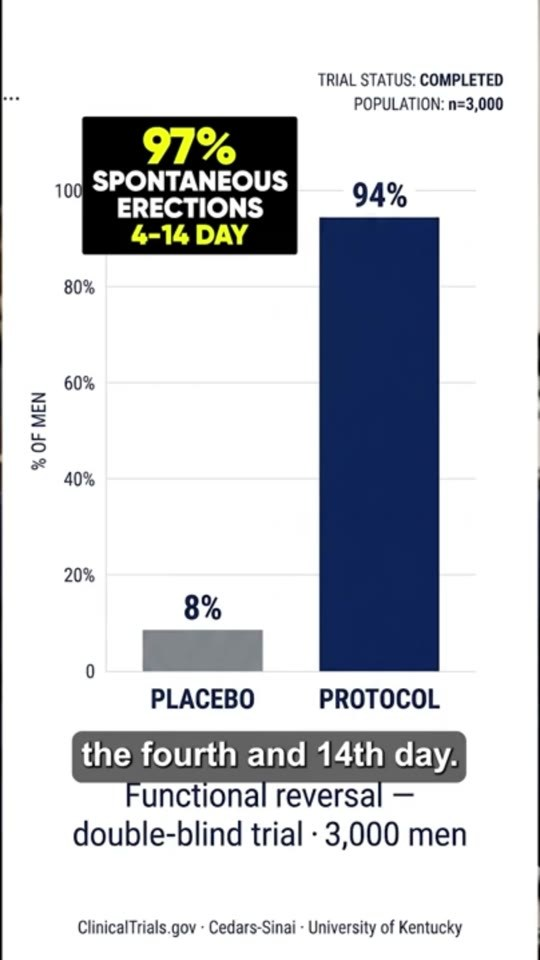 ...
TRIAL STATUS: COMPLETED
POPULATION: n=3,000
97%
SPONTANEOUS
ERECTIONS
4-14 DAY
100
94%
80%
60%
% OF MEN
40%
20%
8%
0
PLACEBO
PROTOCOL
the fourth and 14th day.
Functional reversal —
double-blind trial · 3,000 men
ClinicalTrials.gov · Cedars-Sinai · University of Kentucky